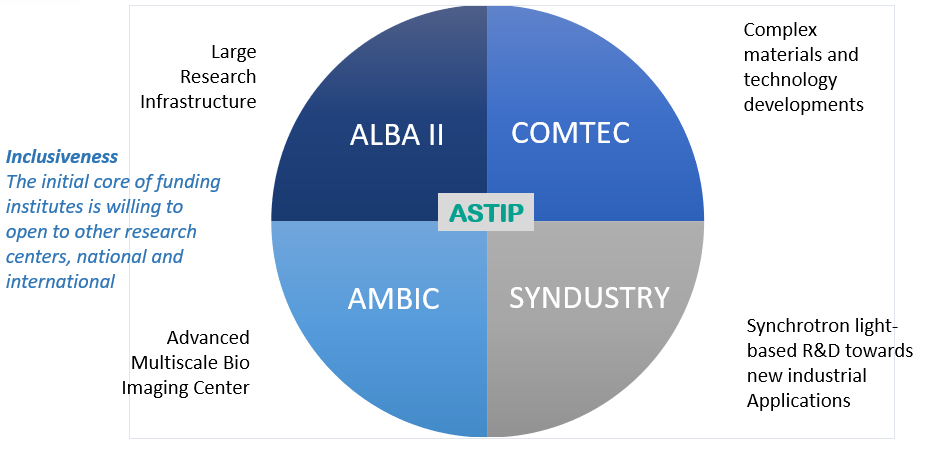 Large
Research
Infrastructure
ALBA II
COMTEC
Complex
materials and
technology
developments
Inclusiveness
The initial core of funding
institutes is willing to
open to other research
centers, national and
international
ASTIP
AMBIC
SYNDUSTRY
Advanced
Multiscale Bio
Imaging Center
Synchrotron light-
based R&D towards
new industrial
Applications